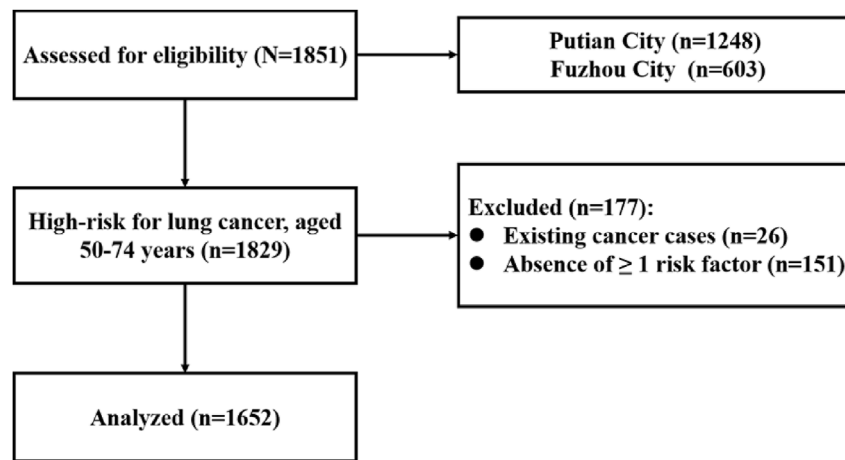 Assessed for eligibility (N=1851)
Putian City (n=1248)
Fuzhou City (n=603)
High-risk for lung cancer, aged
50-74 years (n=1829)
Excluded (n=177):
● Existing cancer cases (n=26)
● Absence of ≥ 1 risk factor (n=151)
Analyzed (n=1652)